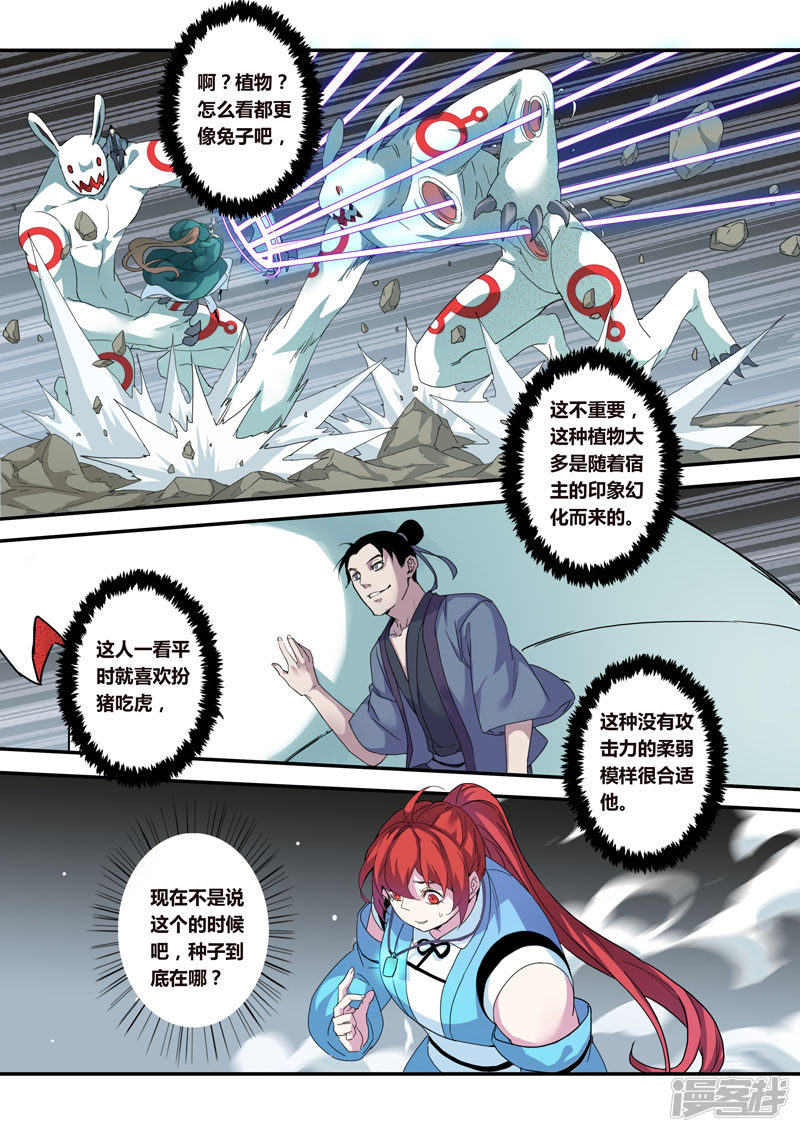 啊？植物？
怎么看都更
像兔子吧，
这不重要，
这种植物大
多是随着宿
主的印象幻
化而来的。
这人一看平
时就喜欢扮
猪吃虎，
这种没有攻
击力的柔弱
模样很合适
他。
现在不是说
这个的时候
吧，种子到
底在哪？
漫客栈